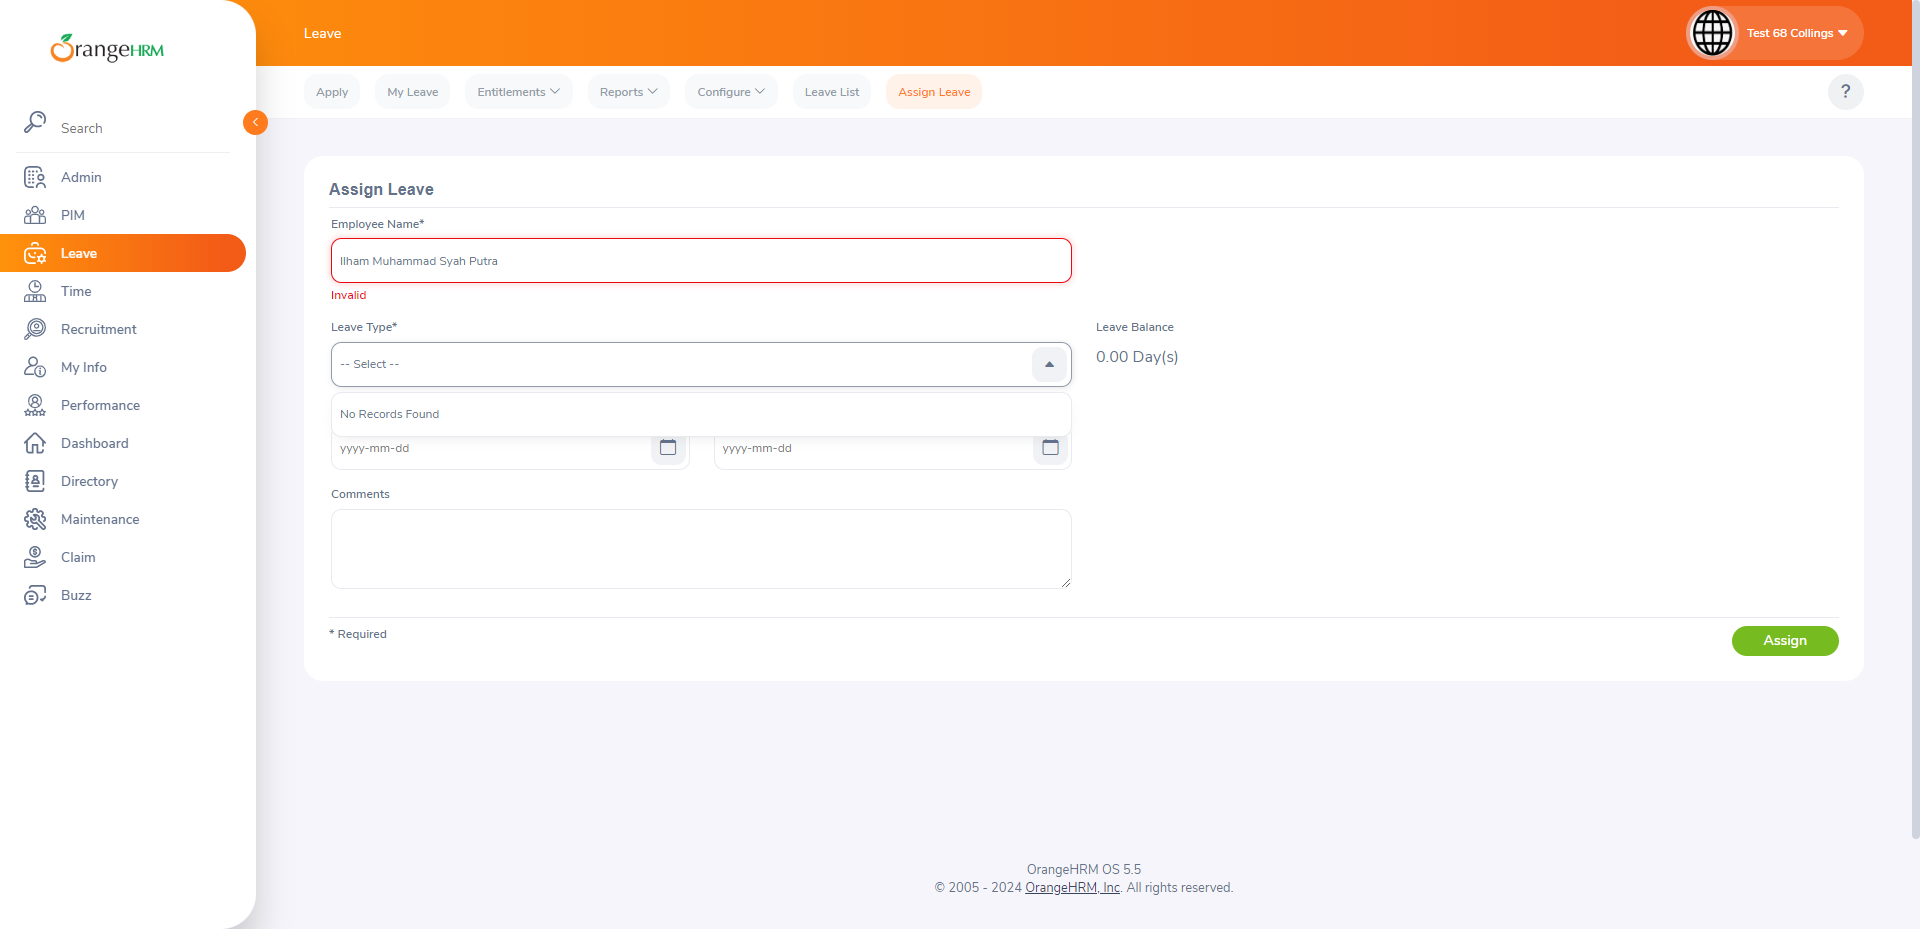 OrangeHRM
Search
Admin
PIM
Leave
Time
Recruitment
My Info
Performance
Dashboard
Directory
Maintenance
Claim
Buzz
Leave
Test 68 Collings
Apply
My Leave
Entitlements
Reports
Configure
Leave List
Assign Leave
?
Assign Leave
Employee Name*
Ilham Muhammad Syah Putra
Invalid
Leave Type*
-- Select --
Leave Balance
0.00 Day(s)
No Records Found
yyyy-mm-dd
yyyy-mm-dd
Comments
* Required
Assign
OrangeHRM OS 5.5
© 2005 - 2024 OrangeHRM, Inc. All rights reserved.